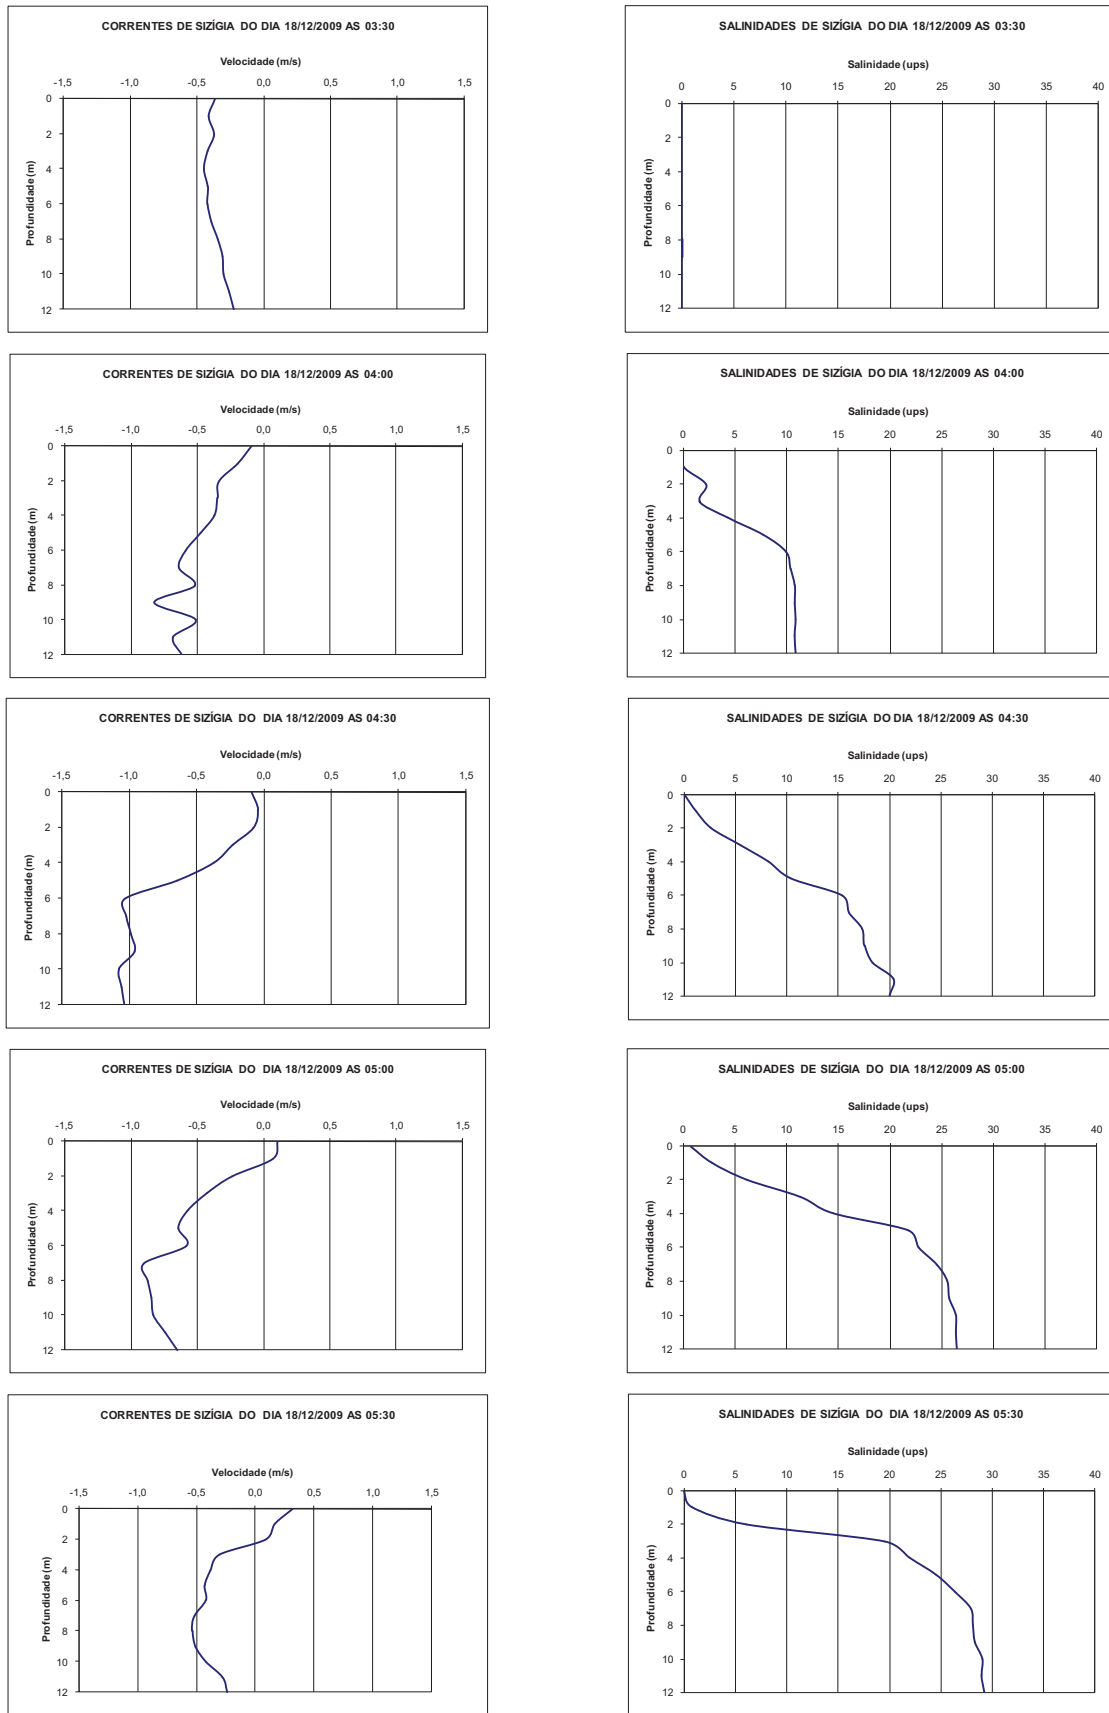 CORRENTES DE SIZÍGIA DO DIA 18/12/2009 AS 03:30
Velocidade (m/s)
-1,5 -1,0 -0,5 0,0 0,5 1,0 1,5
0
2
4
6
8
10
12
Profundidade (m)
SALINIDADES DE SIZÍGIA DO DIA 18/12/2009 AS 03:30
Salinidade (ups)
0 5 10 15 20 25 30 35 40
0
2
4
6
8
10
12
Profundidade (m)
CORRENTES DE SIZÍGIA DO DIA 18/12/2009 AS 04:00
Velocidade (m/s)
-1,5 -1,0 -0,5 0,0 0,5 1,0 1,5
0
2
4
6
8
10
12
Profundidade (m)
SALINIDADES DE SIZÍGIA DO DIA 18/12/2009 AS 04:00
Salinidade (ups)
0 5 10 15 20 25 30 35 40
0
2
4
6
8
10
12
Profundidade (m)
CORRENTES DE SIZÍGIA DO DIA 18/12/2009 AS 04:30
Velocidade (m/s)
-1,5 -1,0 -0,5 0,0 0,5 1,0 1,5
0
2
4
6
8
10
12
Profundidade (m)
SALINIDADES DE SIZÍGIA DO DIA 18/12/2009 AS 04:30
Salinidade (ups)
0 5 10 15 20 25 30 35 40
0
2
4
6
8
10
12
Profundidade (m)
CORRENTES DE SIZÍGIA DO DIA 18/12/2009 AS 05:00
Velocidade (m/s)
-1,5 -1,0 -0,5 0,0 0,5 1,0 1,5
0
2
4
6
8
10
12
Profundidade (m)
SALINIDADES DE SIZÍGIA DO DIA 18/12/2009 AS 05:00
Salinidade (ups)
0 5 10 15 20 25 30 35 40
0
2
4
6
8
10
12
Profundidade (m)
CORRENTES DE SIZÍGIA DO DIA 18/12/2009 AS 05:30
Velocidade (m/s)
-1,5 -1,0 -0,5 0,0 0,5 1,0 1,5
0
2
4
6
8
10
12
Profundidade (m)
SALINIDADES DE SIZÍGIA DO DIA 18/12/2009 AS 05:30
Salinidade (ups)
0 5 10 15 20 25 30 35 40
0
2
4
6
8
10
12
Profundidade (m)